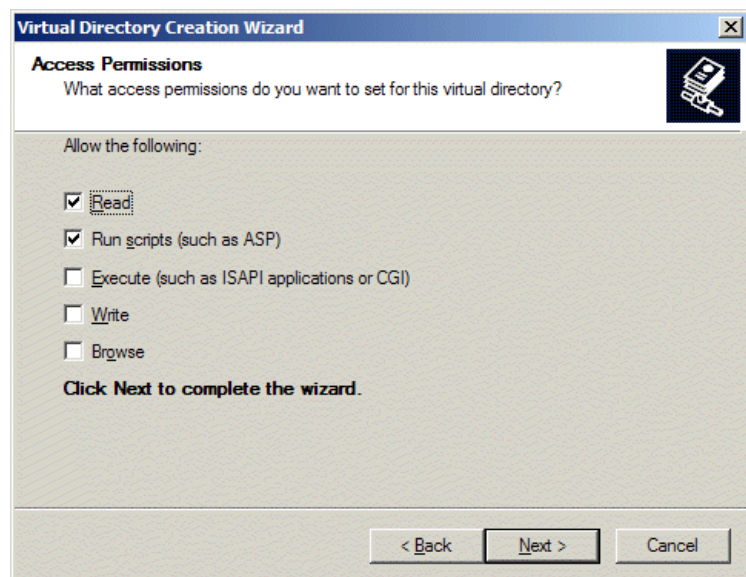 Virtual Directory Creation Wizard
Access Permissions
What access permissions do you want to set for this virtual directory?
Allow the following:
Read
Run scripts (such as ASP)
Execute (such as ISAPI applications or CGI)
Write
Browse
Click Next to complete the wizard.
< Back Next > Cancel